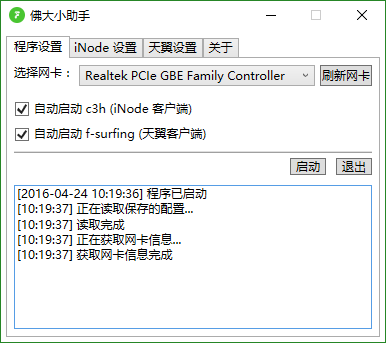 佛大小助手
程序设置 iNode 设置 天翼设置 关于
选择网卡： Realtek PCIe GBE Family Controller 刷新网卡
自动启动 c3h (iNode 客户端)
自动启动 f-surfing (天翼客户端)
启动 退出
[2016-04-24 10:19:36] 程序已启动
[10:19:37] 正在读取保存的配置...
[10:19:37] 读取完成
[10:19:37] 正在获取网卡信息...
[10:19:37] 获取网卡信息完成